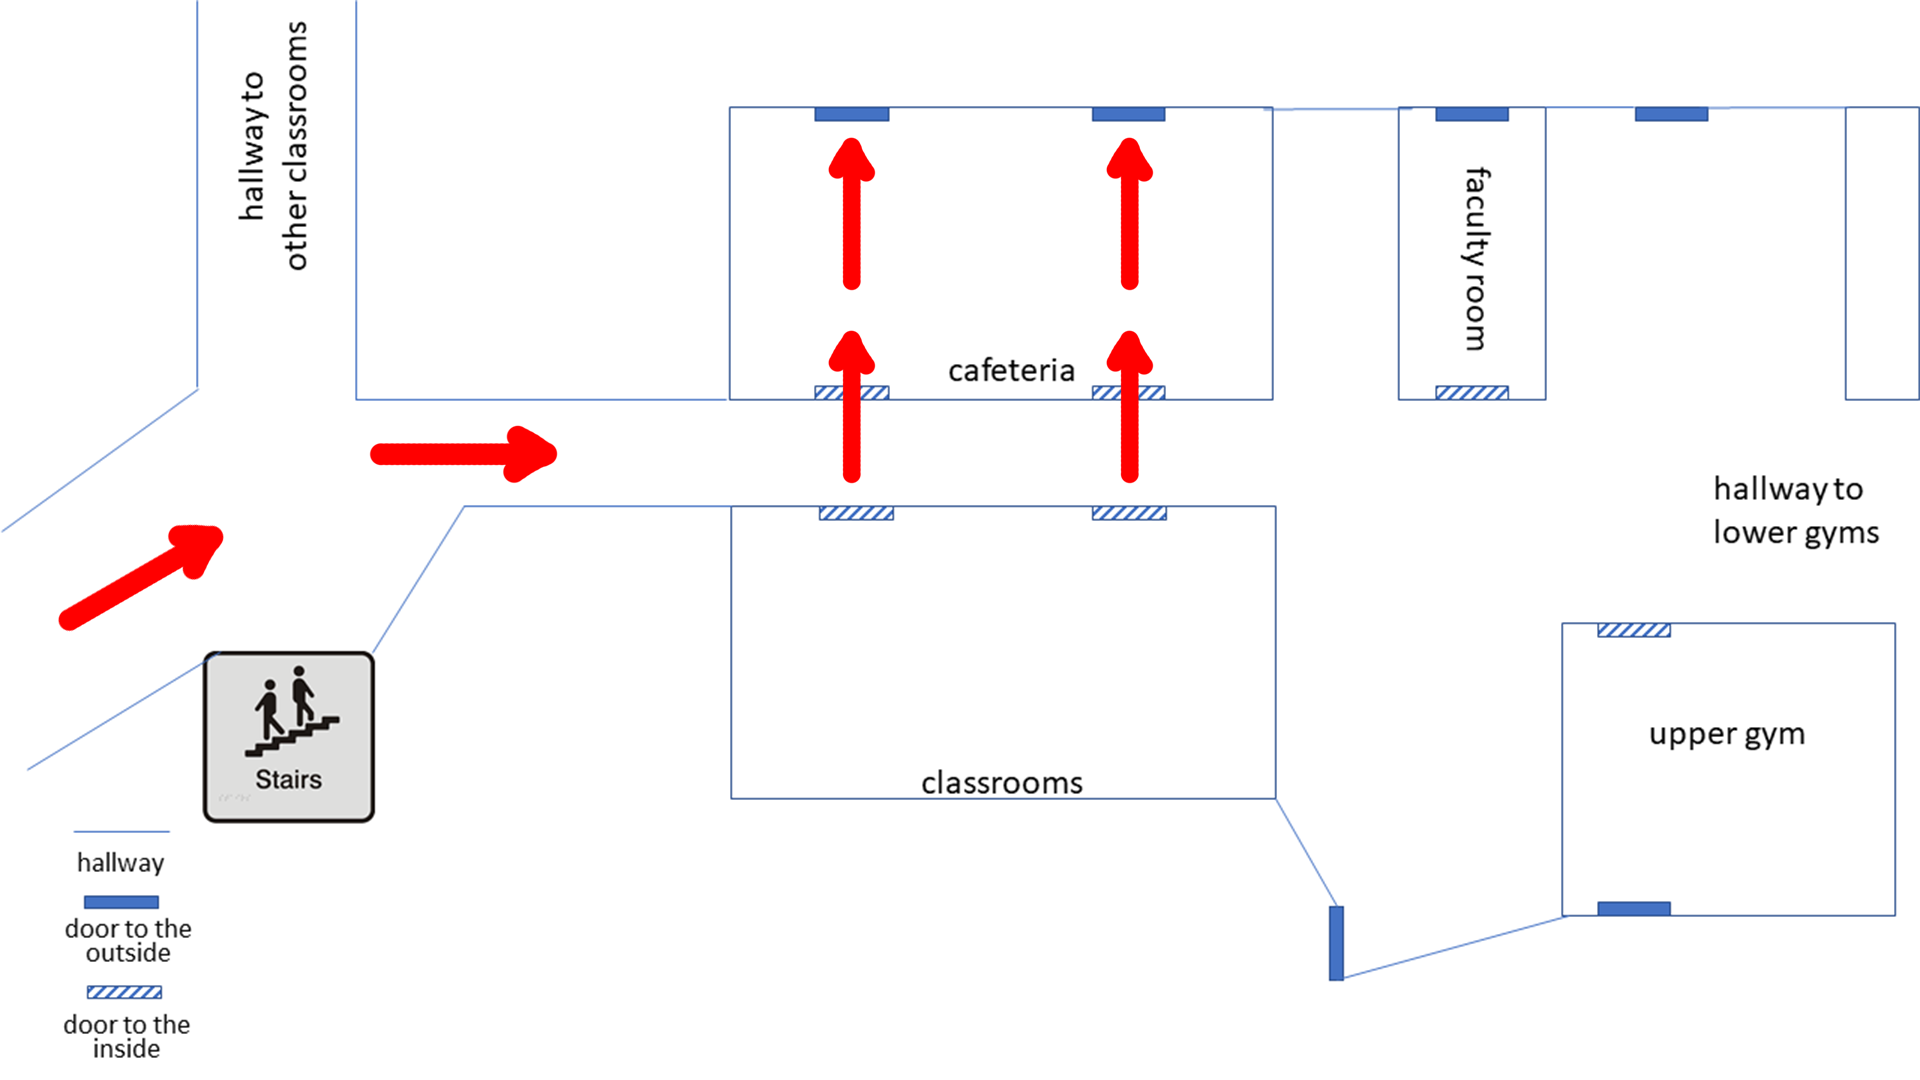 hallway to
other classrooms
cafeteria
faculty room
hallway to
lower gyms
upper gym
classrooms
Stairs
hallway
door to the
outside
door to the
inside